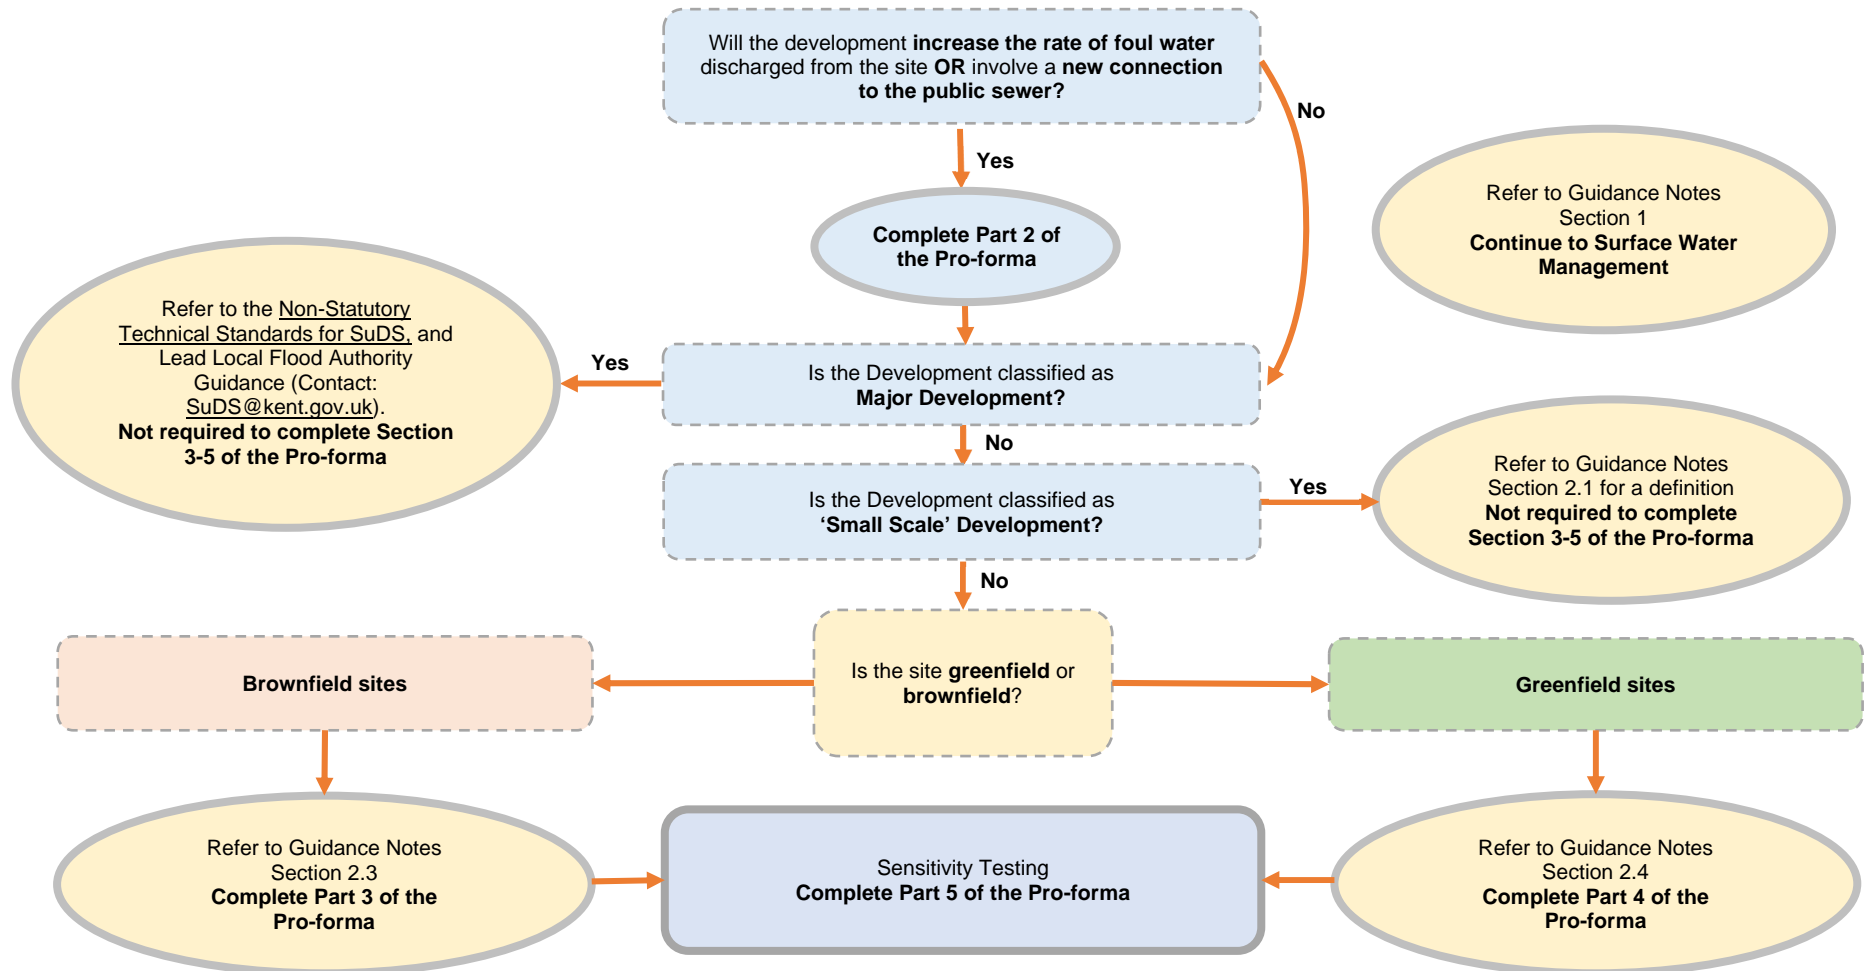 Will the development increase the rate of foul water
discharged from the site OR involve a new connection
to the public sewer?
No
Yes
Refer to Guidance Notes
Section 1
Continue to Surface Water
Management
Complete Part 2 of
the Pro-forma
Refer to the Non-Statutory
Technical Standards for SuDS, and
Lead Local Flood Authority
Guidance (Contact:
SuDS@kent.gov.uk).
Not required to complete Section
3-5 of the Pro-forma
Yes
Is the Development classified as
Major Development?
No
Is the Development classified as
‘Small Scale’ Development?
Yes
Refer to Guidance Notes
Section 2.1 for a definition
Not required to complete
Section 3-5 of the Pro-forma
No
Brownfield sites
Is the site greenfield or
brownfield?
Greenfield sites
Refer to Guidance Notes
Section 2.3
Complete Part 3 of the
Pro-forma
Sensitivity Testing
Complete Part 5 of the Pro-forma
Refer to Guidance Notes
Section 2.4
Complete Part 4 of the
Pro-forma